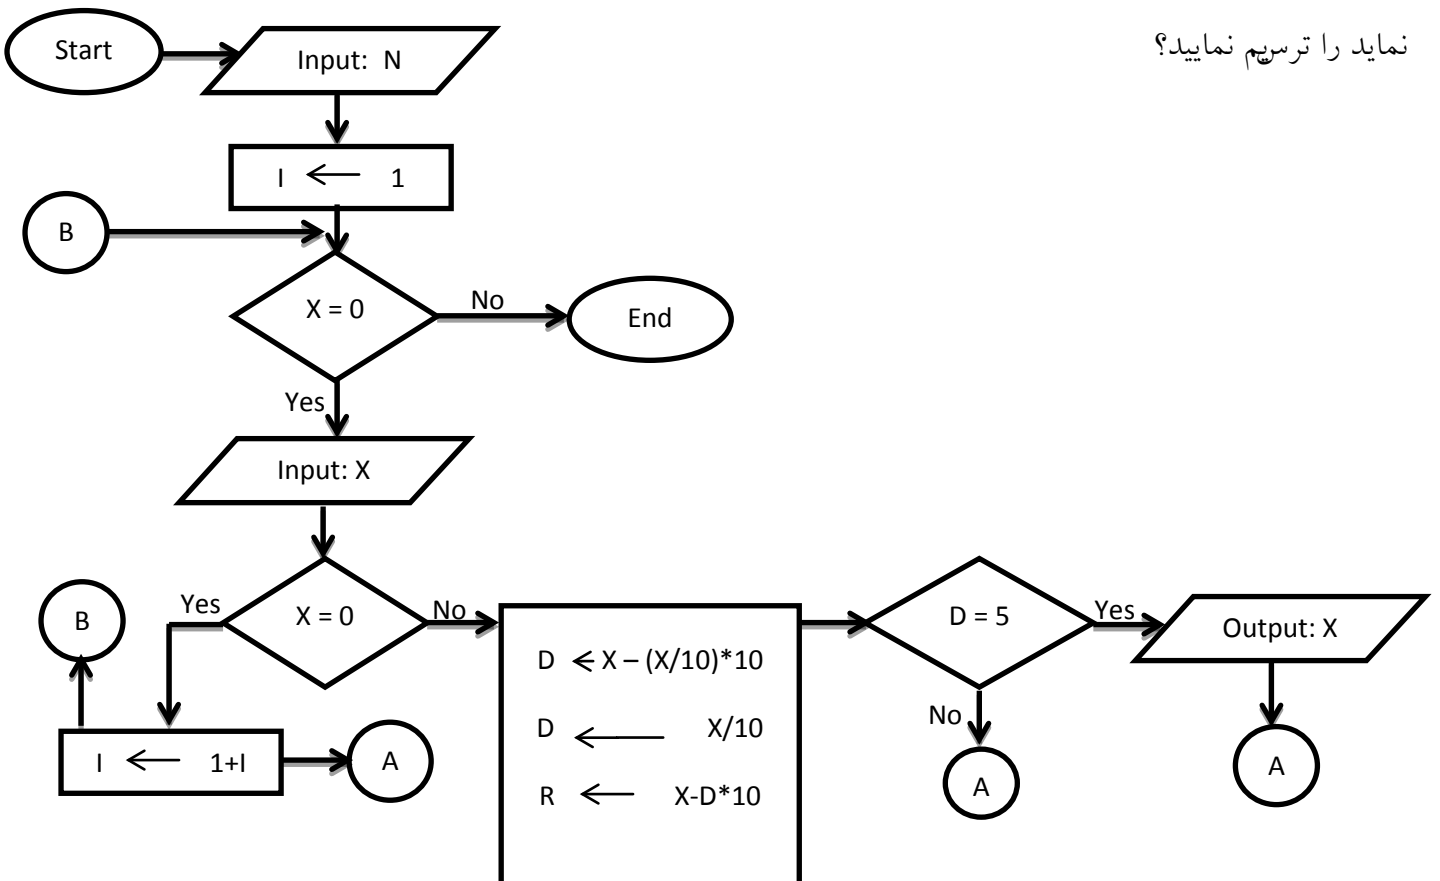 نماید را ترسیم نمایید؟
Start
Input: N
I ← 1
B
X = 0
No
End
Yes
Input: X
B
Yes
X = 0
No
D ← X – (X/10)*10
D ← X/10
R ← X-D*10
D = 5
Yes
Output: X
No
I ← 1+I
A
A
A